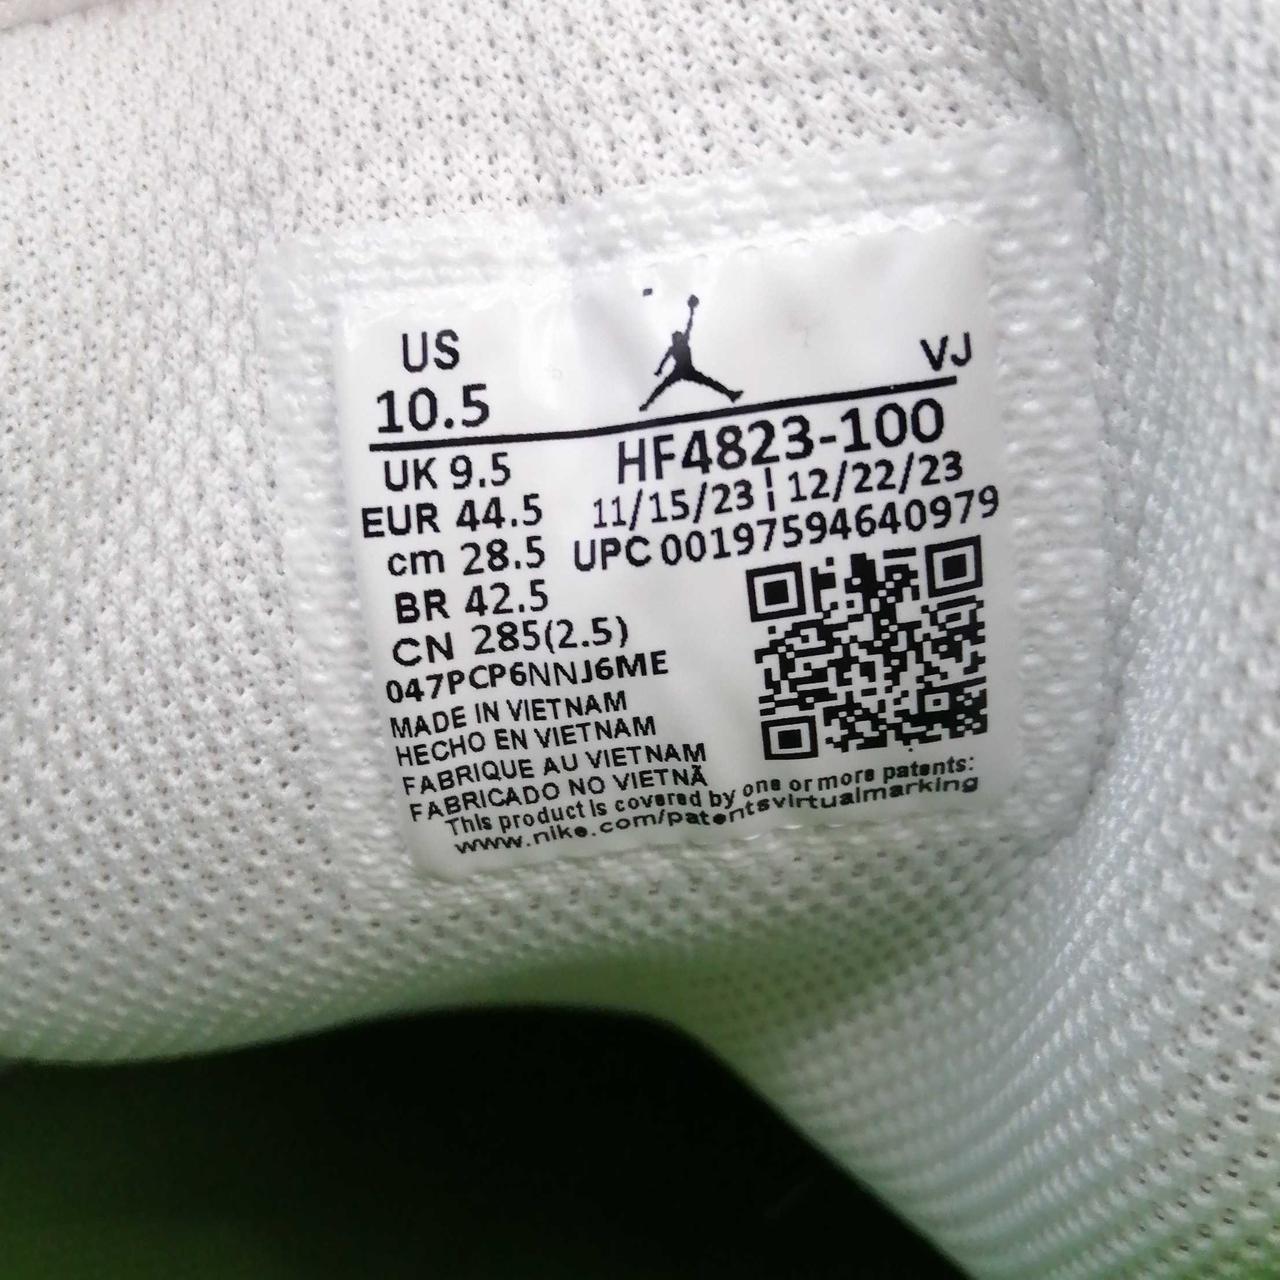 US
VJ
10.5
UK 9.5
HF4823-100
EUR 44.5
11/15/23 ¦ 12/22/23
cm 28.5
UPC 00197594640979
BR 42.5
CN 285(2.5)
047PCP6NNJ6ME
MADE IN VIETNAM
HECHO EN VIETNAM
FABRIQUE AU VIETNAM
FABRICADO NO VIETNÃ
This product is covered by one or more patents:
www.nike.com/patentsvirtualmarking